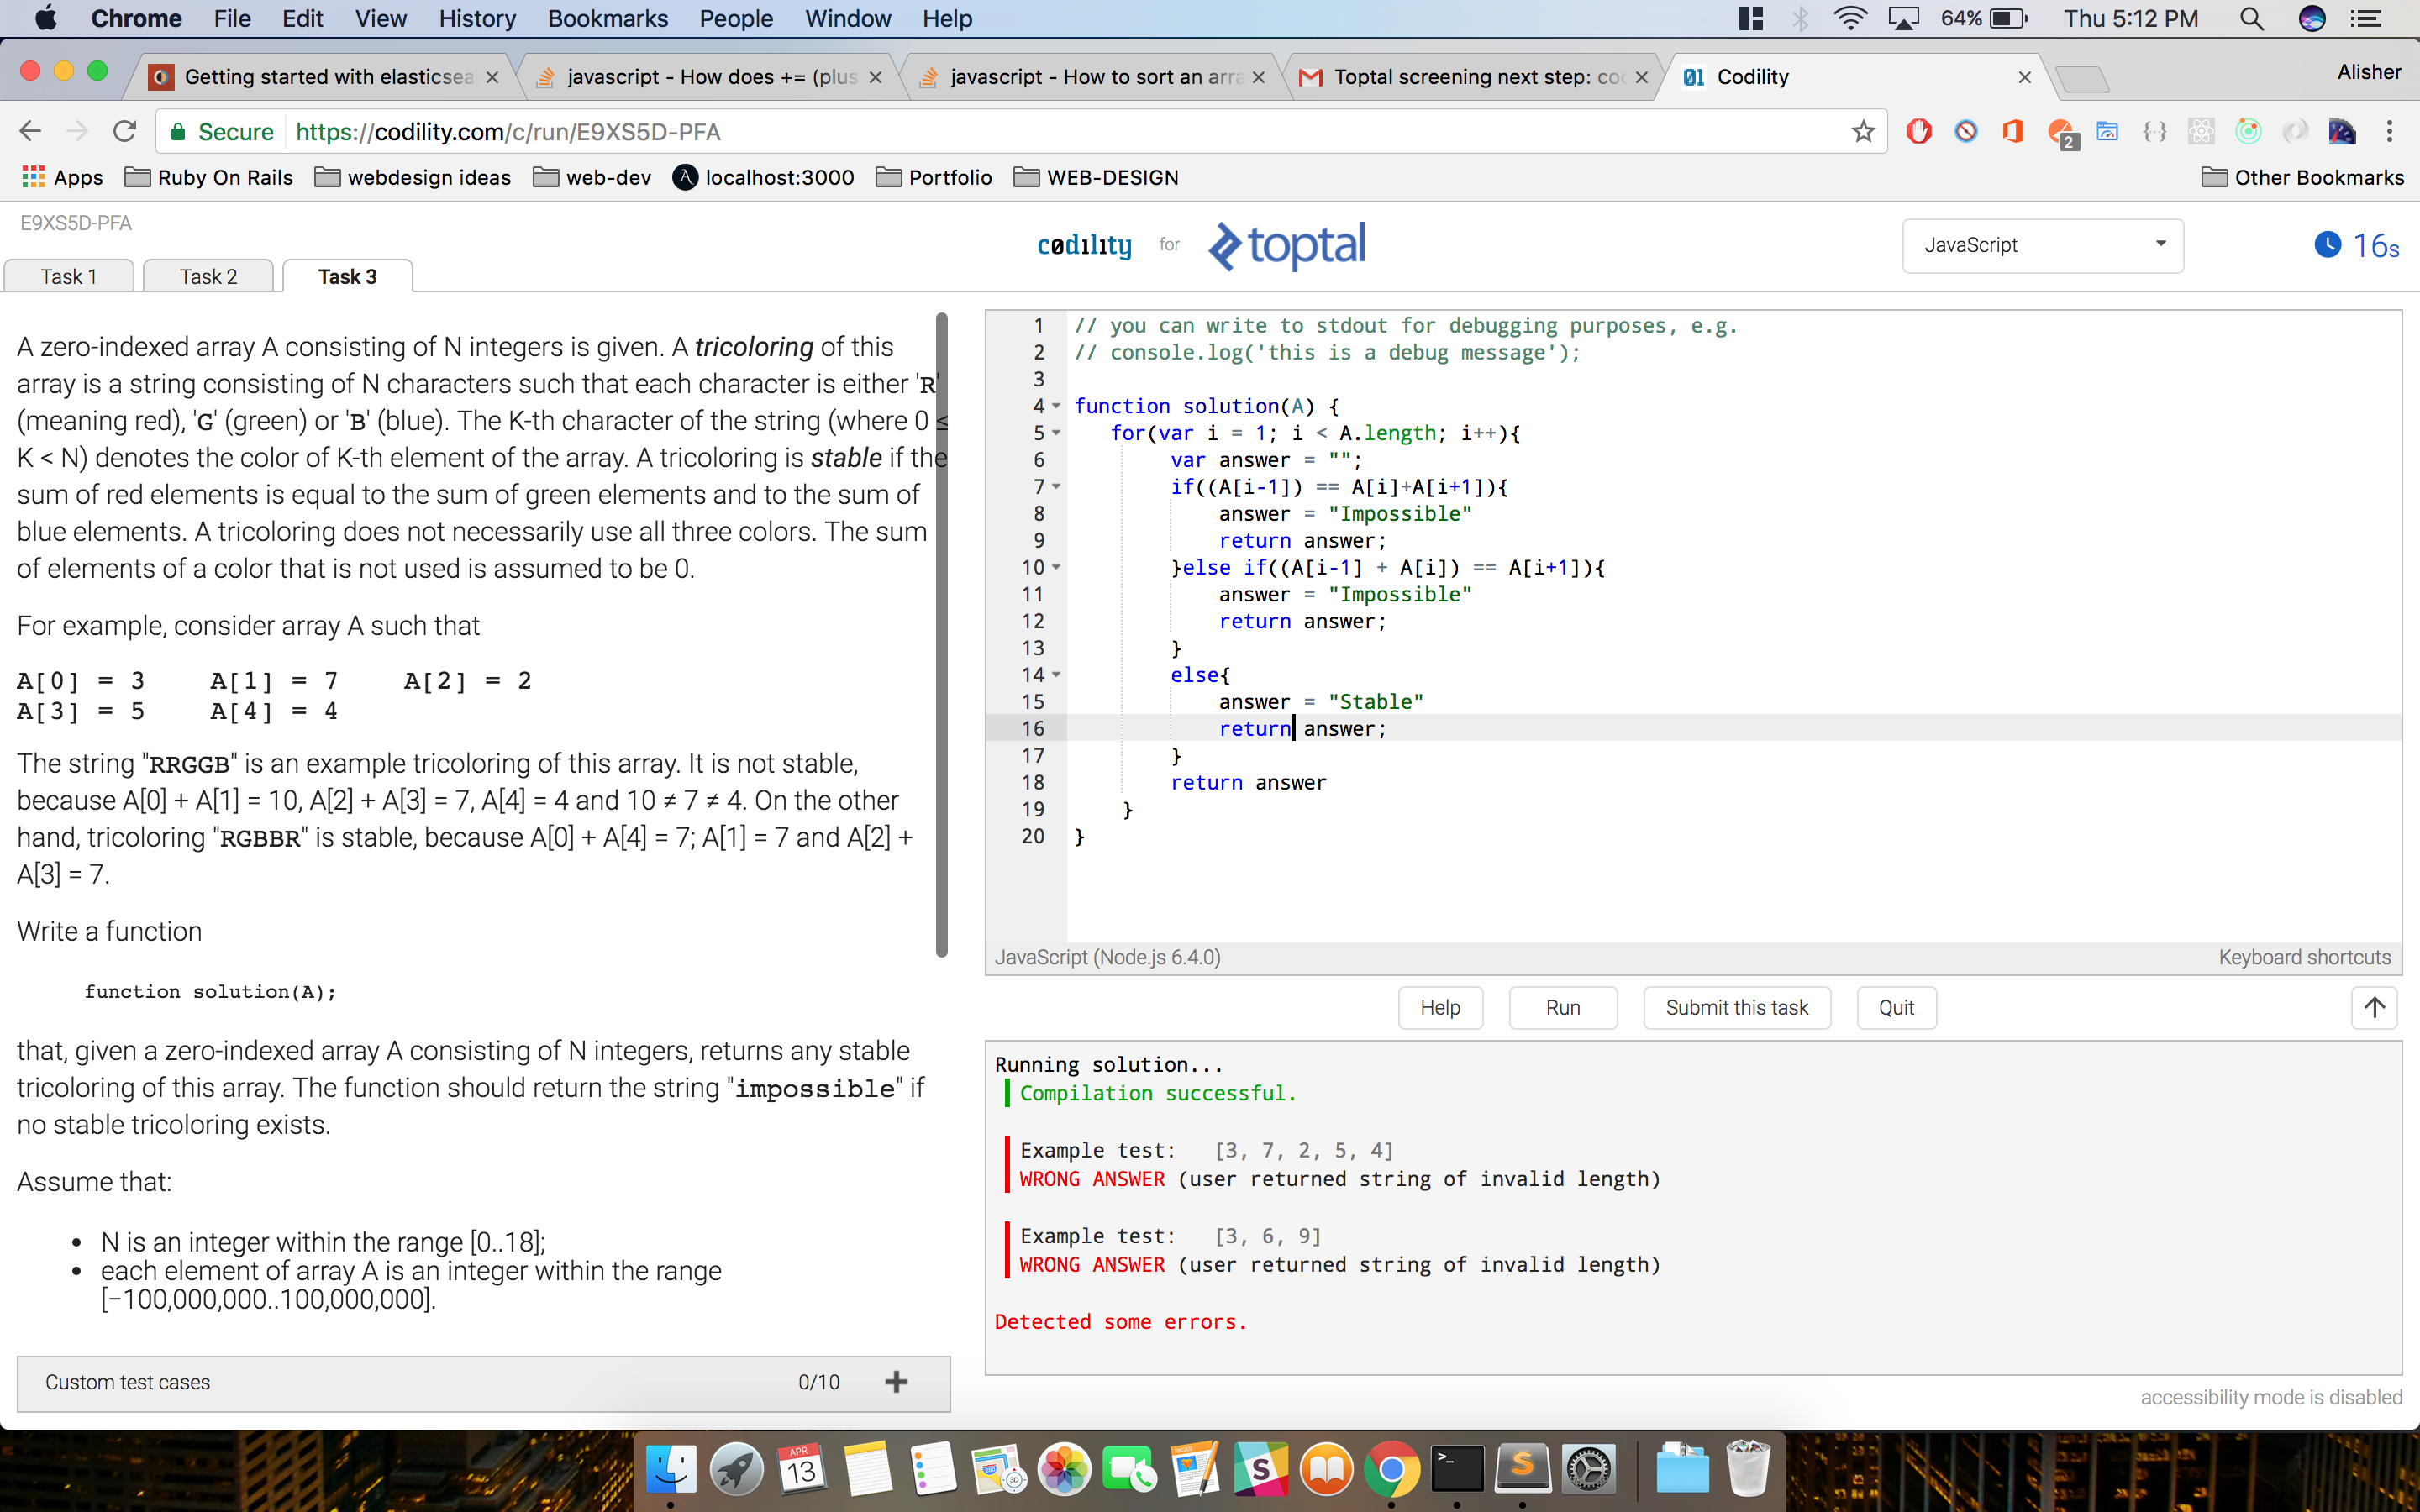 Chrome File Edit View History Bookmarks People Window Help 64% Thu 5:12 PM
Getting started with elasticsea
javascript - How does += (plus
javascript - How to sort an arra
Toptal screening next step: co
01 Codility
Alisher
Secure https://codility.com/c/run/E9XS5D-PFA
2
Apps Ruby On Rails webdesign ideas web-dev localhost:3000 Portfolio WEB-DESIGN Other Bookmarks
E9XS5D-PFA
codility for toptal
JavaScript
16s
Task 1 Task 2 Task 3
A zero-indexed array A consisting of N integers is given. A tricoloring of this
array is a string consisting of N characters such that each character is either 'R'
(meaning red), 'G' (green) or 'B' (blue). The K-th character of the string (where 0 ≤
K < N) denotes the color of K-th element of the array. A tricoloring is stable if the
sum of red elements is equal to the sum of green elements and to the sum of
blue elements. A tricoloring does not necessarily use all three colors. The sum
of elements of a color that is not used is assumed to be 0.
For example, consider array A such that
A[0] = 3 A[1] = 7 A[2] = 2
A[3] = 5 A[4] = 4
The string "RRGGB" is an example tricoloring of this array. It is not stable,
because A[0] + A[1] = 10, A[2] + A[3] = 7, A[4] = 4 and 10 ≠ 7 ≠ 4. On the other
hand, tricoloring "RGBBR" is stable, because A[0] + A[4] = 7; A[1] = 7 and A[2] +
A[3] = 7.
Write a function
function solution(A);
that, given a zero-indexed array A consisting of N integers, returns any stable
tricoloring of this array. The function should return the string "impossible" if
no stable tricoloring exists.
Assume that:
• N is an integer within the range [0..18];
• each element of array A is an integer within the range
[−100,000,000..100,000,000].
Custom test cases 0/10 +
1 // you can write to stdout for debugging purposes, e.g.
2 // console.log('this is a debug message');
3
4 function solution(A) {
5 for(var i = 1; i < A.length; i++){
6 var answer = "";
7 if((A[i-1]) == A[i]+A[i+1]){
8 answer = "Impossible"
9 return answer;
10 }else if((A[i-1] + A[i]) == A[i+1]){
11 answer = "Impossible"
12 return answer;
13 }
14 else{
15 answer = "Stable"
16 return answer;
17 }
18 return answer
19 }
20 }
JavaScript (Node.js 6.4.0) Keyboard shortcuts
Help Run Submit this task Quit
Running solution...
Compilation successful.
Example test: [3, 7, 2, 5, 4]
WRONG ANSWER (user returned string of invalid length)
Example test: [3, 6, 9]
WRONG ANSWER (user returned string of invalid length)
Detected some errors.
accessibility mode is disabled
APR
13
3D
PAGES
S
>_
S